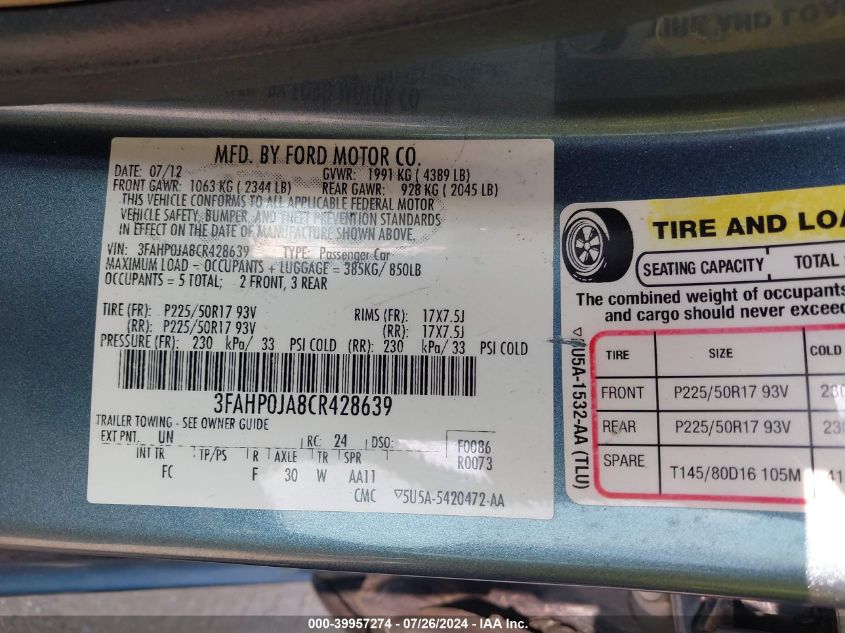 MFD. BY FORD MOTOR CO.
DATE: 07/12 GVWR: 1991 KG ( 4389 LB)
FRONT GAWR: 1063 KG ( 2344 LB) REAR GAWR: 928 KG ( 2045 LB)
THIS VEHICLE CONFORMS TO ALL APPLICABLE FEDERAL MOTOR
VEHICLE SAFETY, BUMPER, AND THEFT PREVENTION STANDARDS
IN EFFECT ON THE DATE OF MANUFACTURE SHOWN ABOVE.
VIN: 3FAHP0JA8CR428639 TYPE: Passenger Car
MAXIMUM LOAD - OCCUPANTS + LUGGAGE = 385KG/ 850LB
OCCUPANTS = 5 TOTAL; 2 FRONT, 3 REAR
TIRE (FR): P225/50R17 93V RIMS (FR): 17X7.5J
(RR): P225/50R17 93V (RR): 17X7.5J
PRESSURE (FR): 230 kPa/ 33 PSI COLD (RR): 230 kPa/ 33 PSI COLD
3FAHP0JA8CR428639
TRAILER TOWING - SEE OWNER GUIDE
EXT PNT: UN RC: 24 DSO: F0086
R0073
INT TR TP/PS R AXLE TR SPR
FC F 30 W AA11
CMC ▽5U5A-5420472-AA
TIRE AND LOA
SEATING CAPACITY TOTAL
The combined weight of occupants
and cargo should never exceed
▽5U5A-1532-AA (TLU)
TIRE SIZE COLD
FRONT P225/50R17 93V 230
REAR P225/50R17 93V 230
SPARE T145/80D16 105M 41
000-39957274 / 07/26/2024 - IAA Inc.